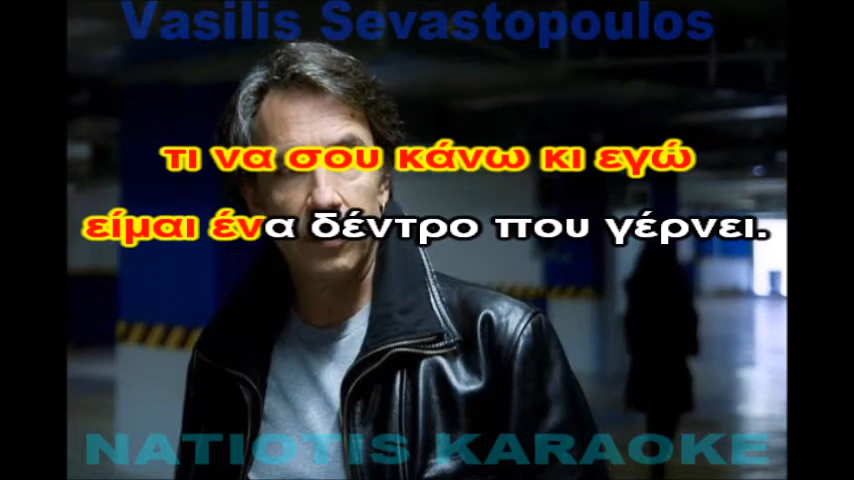 Vasilis Sevastopoulos
τι να σου κάνω κι εγώ
είμαι ένα δέντρο που γέρνει.
NATIOTIS KARAOKE